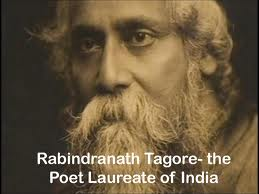 Rabindranath Tagore- the
Poet Laureate of India